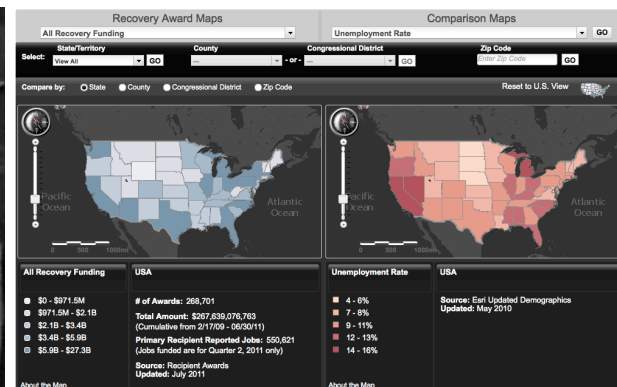 Recovery Award Maps
Comparison Maps
All Recovery Funding
Unemployment Rate
GO
Select:
State/Territory
View All
GO
County
---
- or -
Congressional District
---
GO
Zip Code
Enter Zip Code
GO
Compare by:
State
County
Congressional District
Zip Code
Reset to U.S. View
Pacific
Ocean
Atlantic
Ocean
0
500
1000mi
Pacific
Ocean
Atlantic
Ocean
0
500
1000mi
All Recovery Funding
$0 - $971.5M
$971.5M - $2.1B
$2.1B - $3.4B
$3.4B - $5.9B
$5.9B - $27.3B
About the Map
USA
# of Awards: 268,701
Total Amount: $267,639,076,763
(Cumulative from 2/17/09 - 06/30/11)
Primary Recipient Reported Jobs: 550,621
(Jobs funded are for Quarter 2, 2011 only)
Source: Recipient Awards
Updated: July 2011
Unemployment Rate
4 - 6%
7 - 8%
9 - 11%
12 - 13%
14 - 16%
About the Map
USA
Source: Esri Updated Demographics
Updated: May 2010